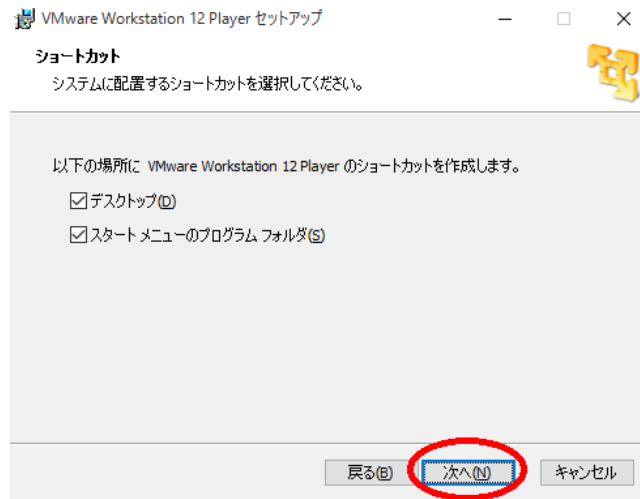 VMware Workstation 12 Player セットアップ
ショートカット
システムに配置するショートカットを選択してください。
以下の場所に VMware Workstation 12 Player のショートカットを作成します。
デスクトップ(D)
スタート メニューのプログラム フォルダ(S)
戻る(B) 次へ(N) キャンセル